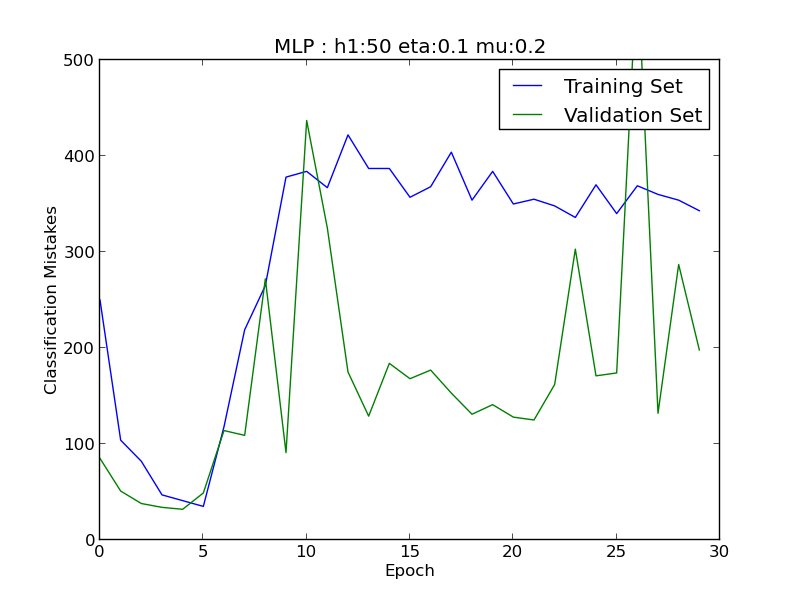 MLP : h1:50 eta:0.1 mu:0.2
Training Set
Validation Set
500
400
300
200
100
0
Classification Mistakes
0 5 10 15 20 25 30
Epoch